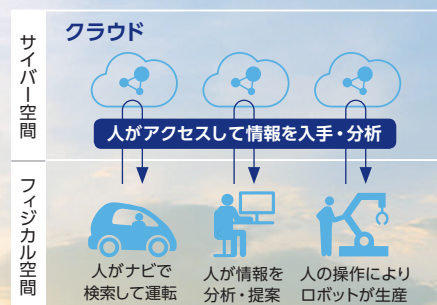 サイバー空間
クラウド
人がアクセスして情報を入手・分析
フィジカル空間
人がナビで
検索して運転
人が情報を
分析・提案
人の操作により
ロボットが生産